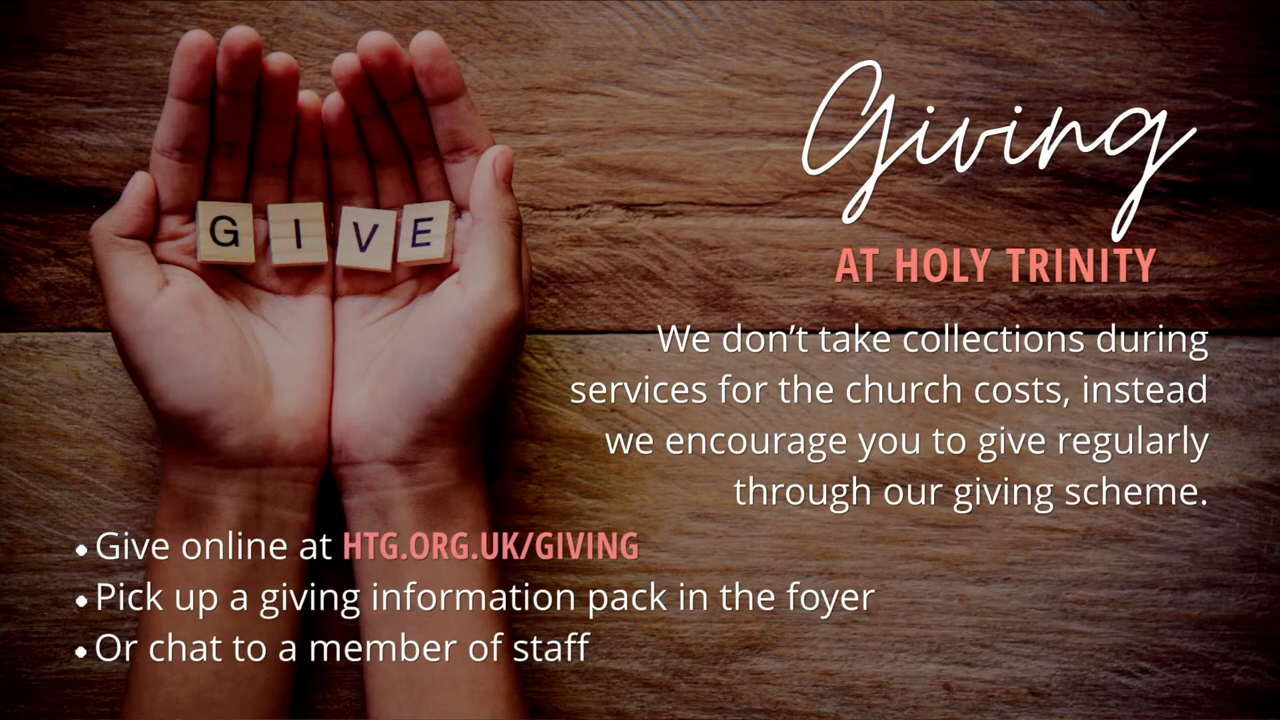 GIVE
Giving
AT HOLY TRINITY
We don’t take collections during
services for the church costs, instead
we encourage you to give regularly
through our giving scheme.
• Give online at HTG.ORG.UK/GIVING
• Pick up a giving information pack in the foyer
• Or chat to a member of staff